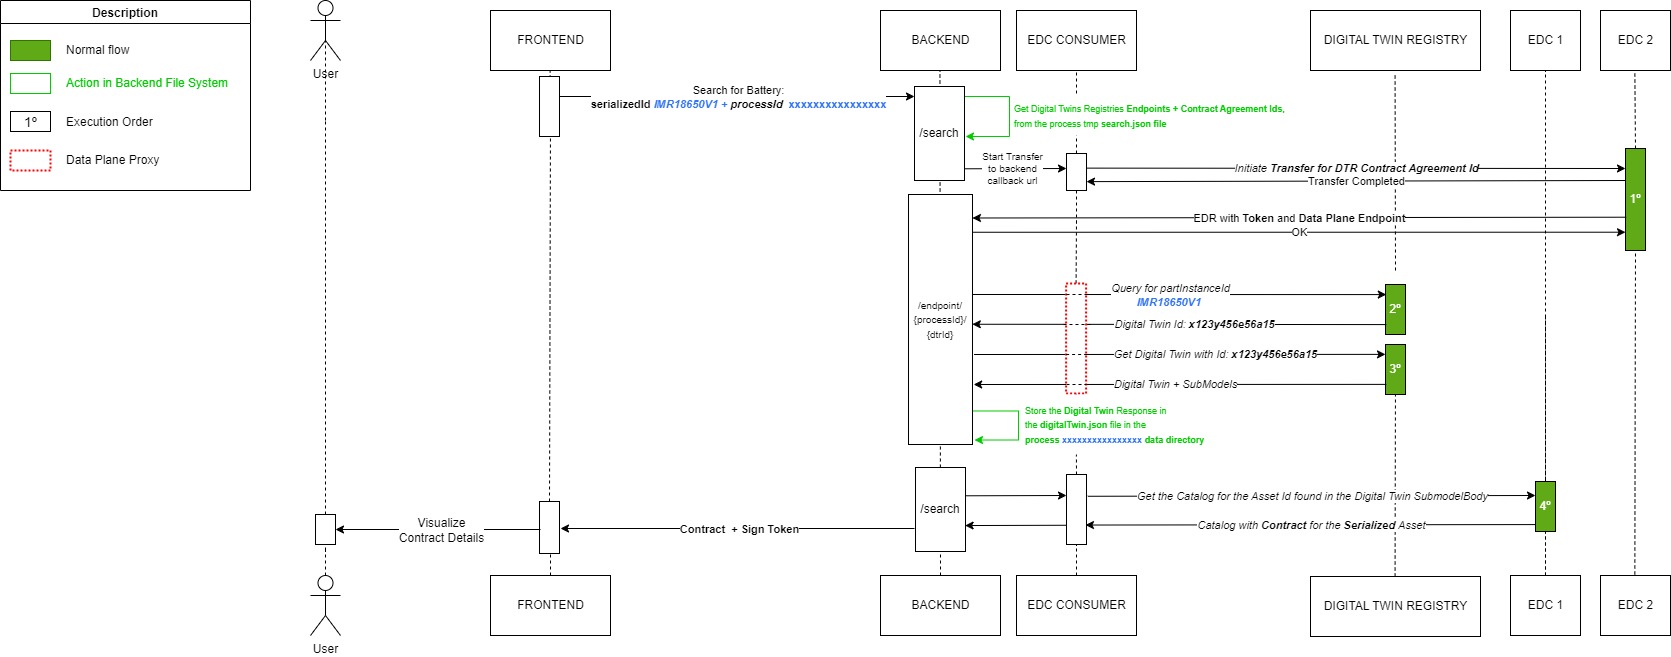 Description
Normal flow
Action in Backend File System
1º Execution Order
Data Plane Proxy
User
FRONTEND
BACKEND
EDC CONSUMER
DIGITAL TWIN REGISTRY
EDC 1
EDC 2
Search for Battery:
serializedId IMR18650V1 + processId xxxxxxxxxxxxxxxx
/search
Get Digital Twins Registries Endpoints + Contract Agreement Ids,
from the process tmp search.json file
Start Transfer
to backend
callback url
Initiate Transfer for DTR Contract Agreement Id
Transfer Completed
1º
EDR with Token and Data Plane Endpoint
OK
/endpoint/
{processId}/
{dtrId}
Query for partInstanceId
IMR18650V1
2º
Digital Twin Id: x123y456e56a15
Get Digital Twin with Id: x123y456e56a15
3º
Digital Twin + SubModels
Store the Digital Twin Response in
the digitalTwin.json file in the
process xxxxxxxxxxxxxxxx data directory
/search
Get the Catalog for the Asset Id found in the Digital Twin SubmodelBody
4º
Catalog with Contract for the Serialized Asset
Contract + Sign Token
Visualize
Contract Details
User
FRONTEND
BACKEND
EDC CONSUMER
DIGITAL TWIN REGISTRY
EDC 1
EDC 2